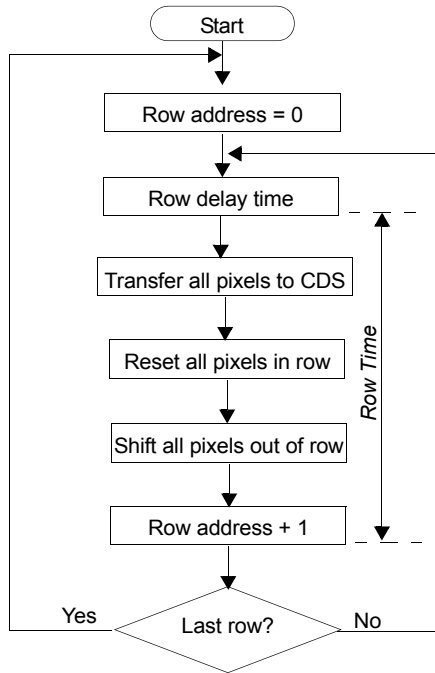 Start
Row address = 0
Row delay time
Transfer all pixels to CDS
Reset all pixels in row
Shift all pixels out of row
Row address + 1
Row Time
Last row?
Yes
No